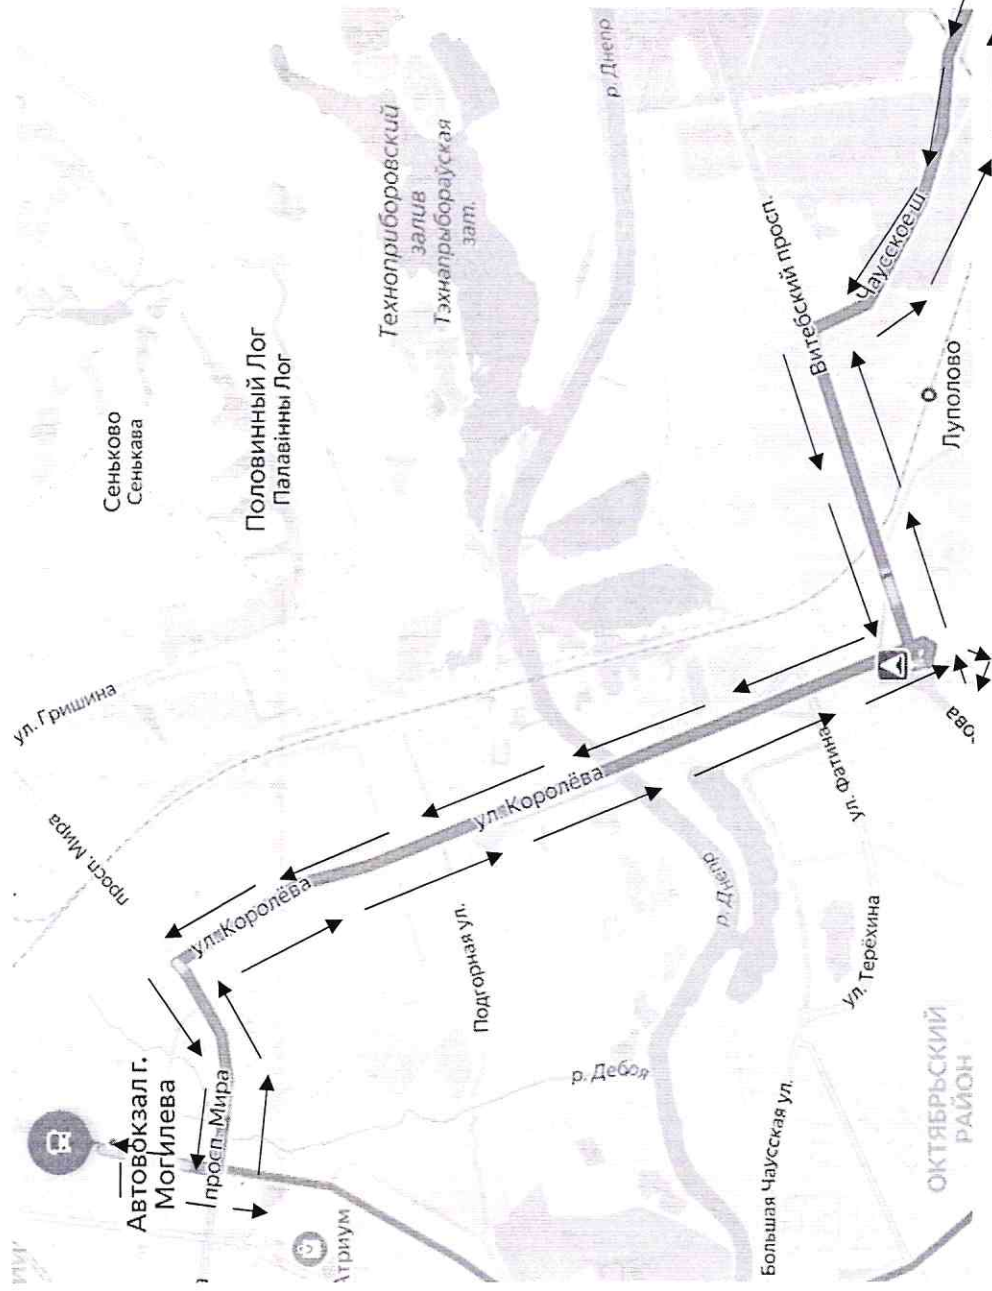 Сеньково
Сенькава
Половинный Лог
Палавінны Лог
Техноприборовский
залив
Тэхнапрыбораўская
зат.
р. Днепр
ул. Гришина
просп. Мира
Витебский просп.
Чаусское ш.
Луполово
ул. Королёва
ул. Королёва
Автовокзал г.
Могилева
просп. Мира
Подгорная ул.
р. Днепр
ул. Фатина
ул. Терёхина
р. Дебря
Большая Чаусская ул.
ОКТЯБРЬСКИЙ
РАЙОН
Атриум